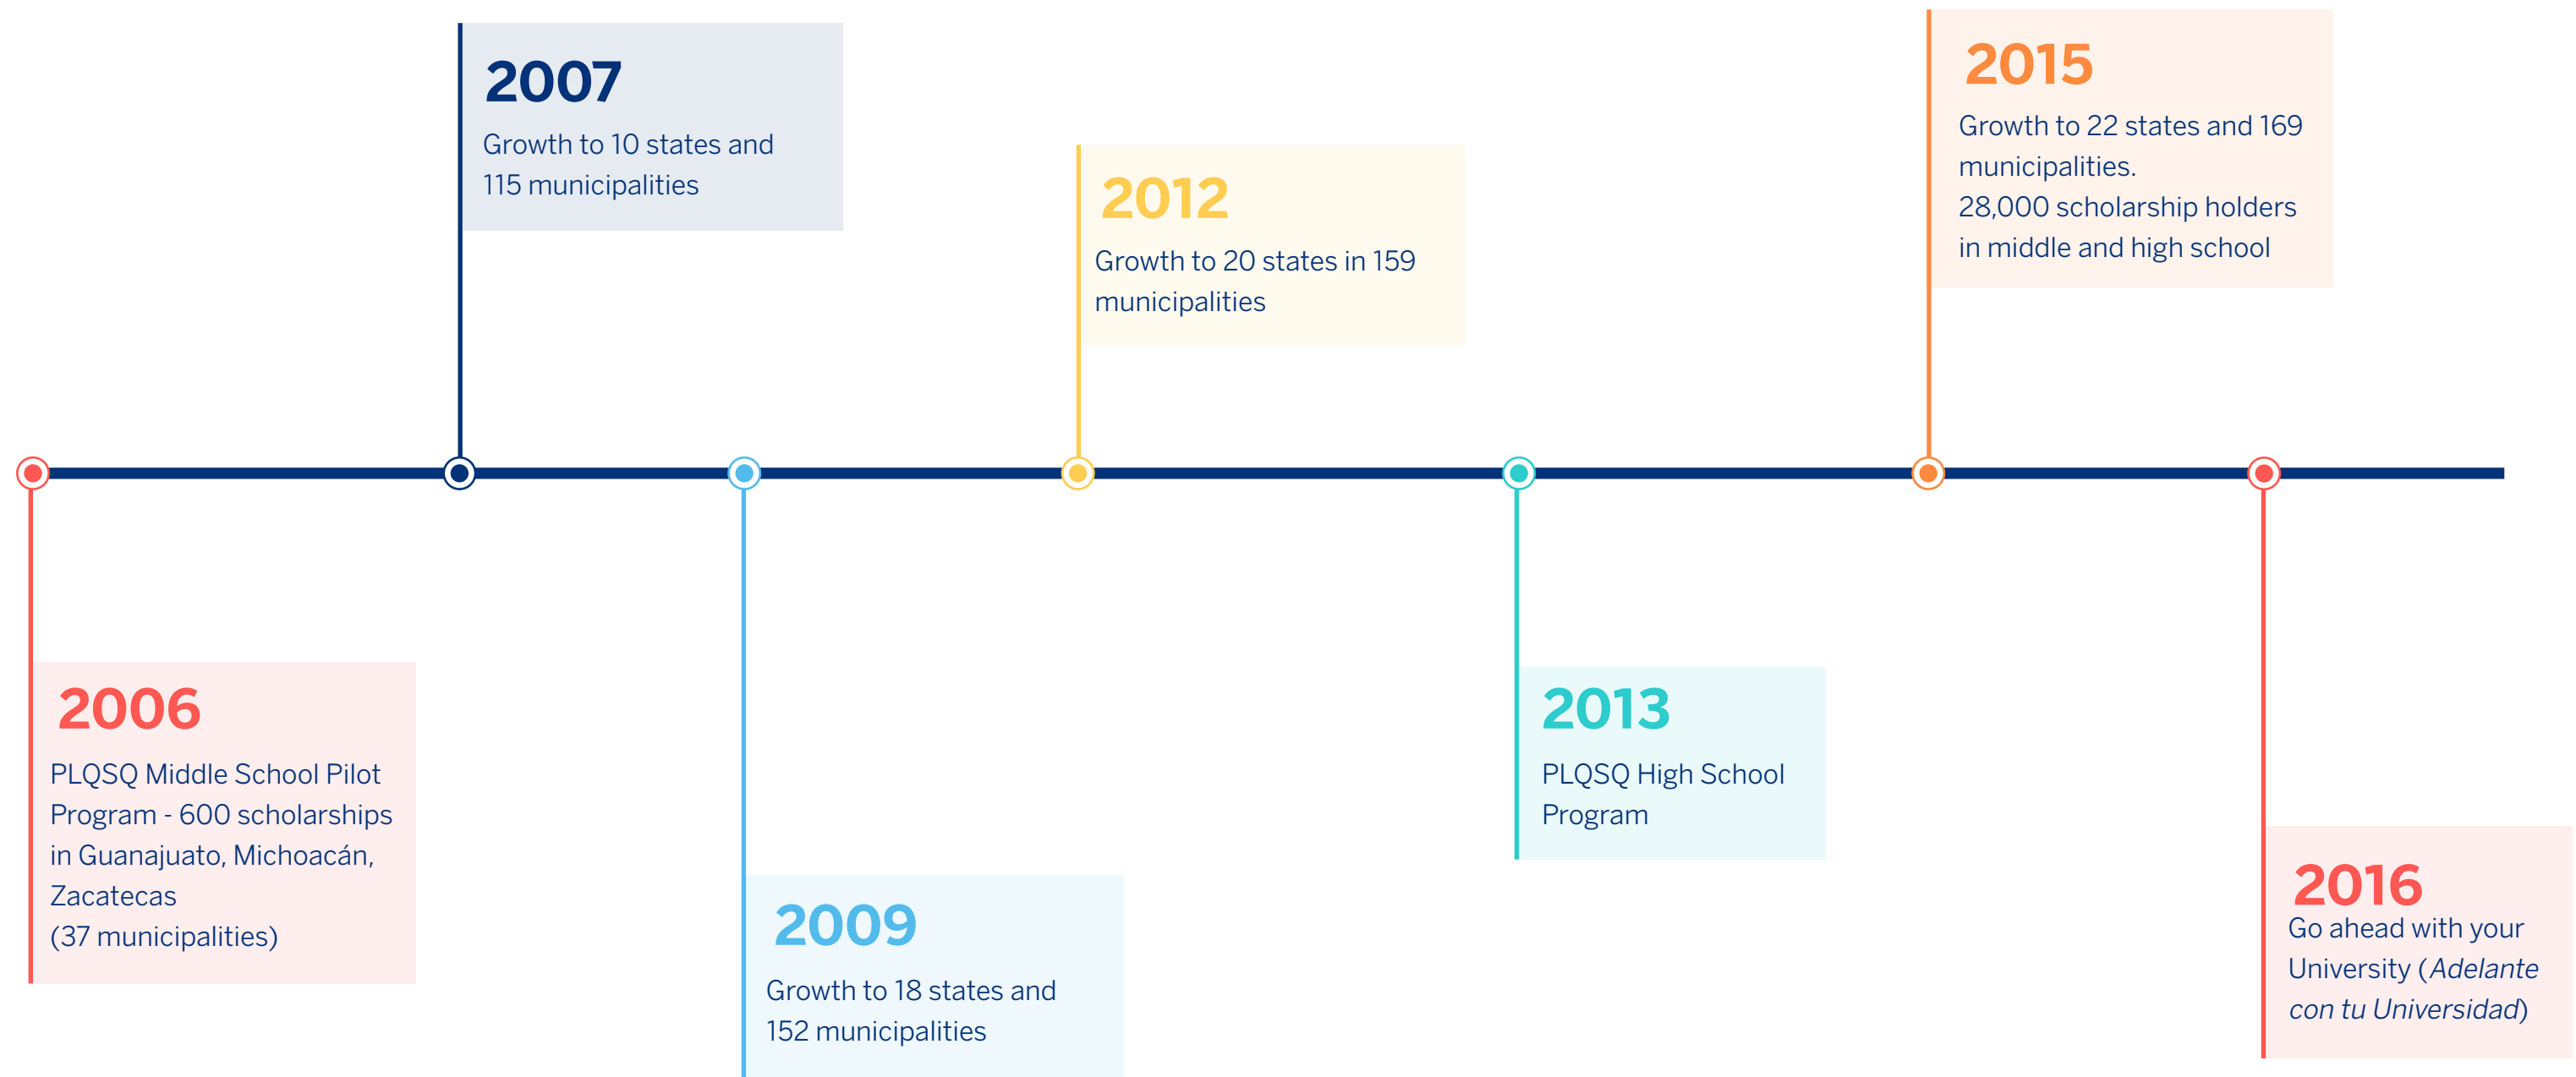 2006
PLQSQ Middle School Pilot
Program - 600 scholarships
in Guanajuato, Michoacán,
Zacatecas
(37 municipalities)
2007
Growth to 10 states and
115 municipalities
2009
Growth to 18 states and
152 municipalities
2012
Growth to 20 states in 159
municipalities
2013
PLQSQ High School
Program
2015
Growth to 22 states and 169
municipalities.
28,000 scholarship holders
in middle and high school
2016
Go ahead with your
University (Adelante
con tu Universidad)